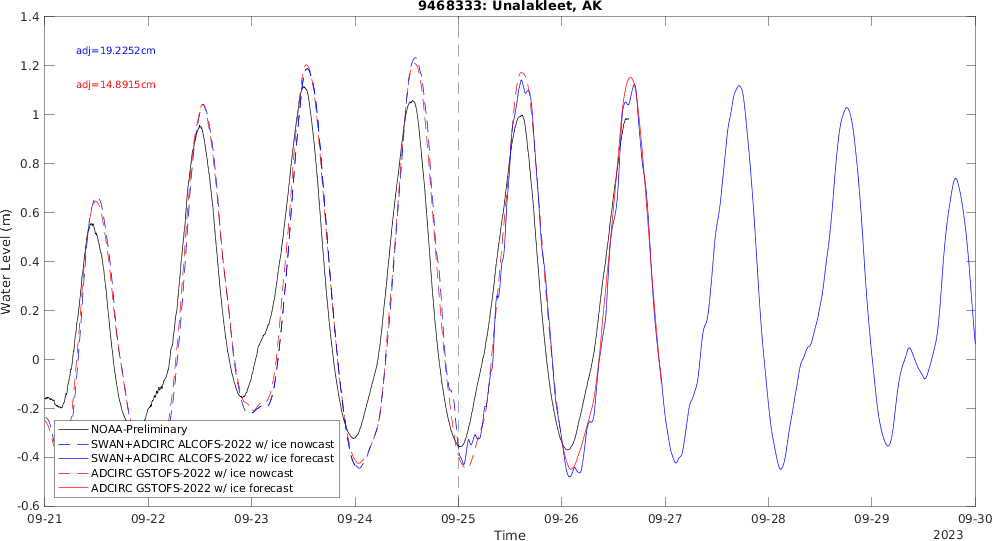 9468333: Unalakleet, AK
1.4
adj=19.2252cm
1.2
adj=14.8915cm
1
0.8
0.6
0.4
0.2
0
-0.2
-0.4
-0.6
Water Level (m)
NOAA-Preliminary
SWAN+ADCIRC ALCOFS-2022 w/ ice nowcast
SWAN+ADCIRC ALCOFS-2022 w/ ice forecast
ADCIRC GSTOFS-2022 w/ ice nowcast
ADCIRC GSTOFS-2022 w/ ice forecast
09-21 09-22 09-23 09-24 09-25 09-26 09-27 09-28 09-29 09-30
Time
2023